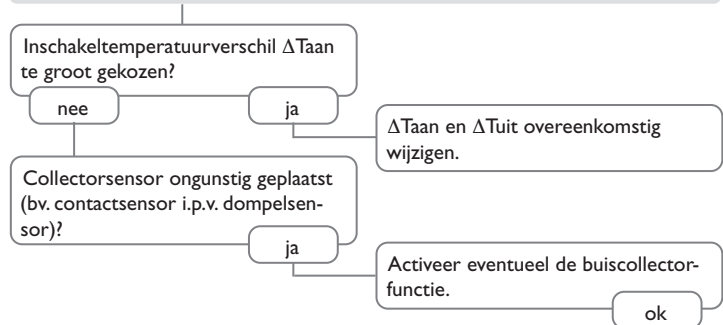 Inschakeltemperatuurverschil ΔTaan
te groot gekozen?
nee
ja
ΔTaan en ΔTuit overeenkomstig
wijzigen.
Collectorsensor ongunstig geplaatst
(bv. contactsensor i.p.v. dompelsen-
sor)?
ja
Activeer eventueel de buiscollector-
functie.
ok